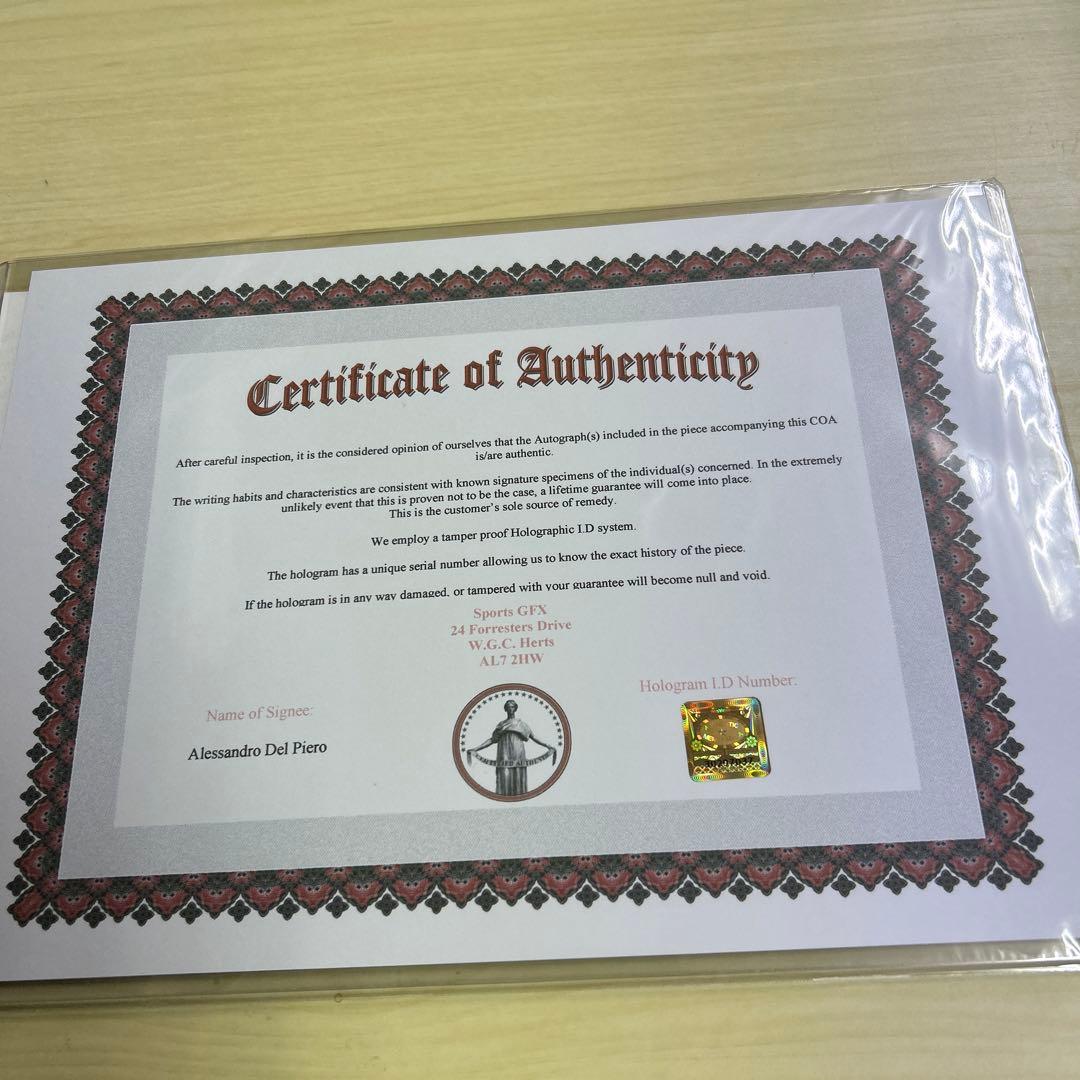 Certificate of Authenticity
After careful inspection, it is the considered opinion of ourselves that the Autograph(s) included in the piece accompanying this COA
is/are authentic.
The writing habits and characteristics are consistent with known signature specimens of the individual(s) concerned. In the extremely
unlikely event that this is proven not to be the case, a lifetime guarantee will come into place.
This is the customer's sole source of remedy.
We employ a tamper proof Holographic I.D system.
The hologram has a unique serial number allowing us to know the exact history of the piece.
If the hologram is in any way damaged, or tampered with your guarantee will become null and void.
Sports GFX
24 Forresters Drive
W.G.C. Herts
AL7 2HW
Name of Signee:
Hologram I.D Number:
Alessandro Del Piero